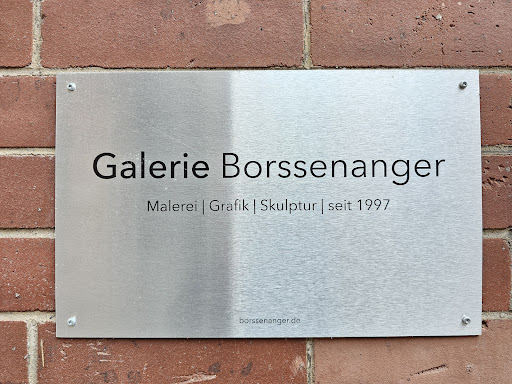 Galerie Borssenanger
Malerei | Grafik | Skulptur | seit 1997
borssenanger.de